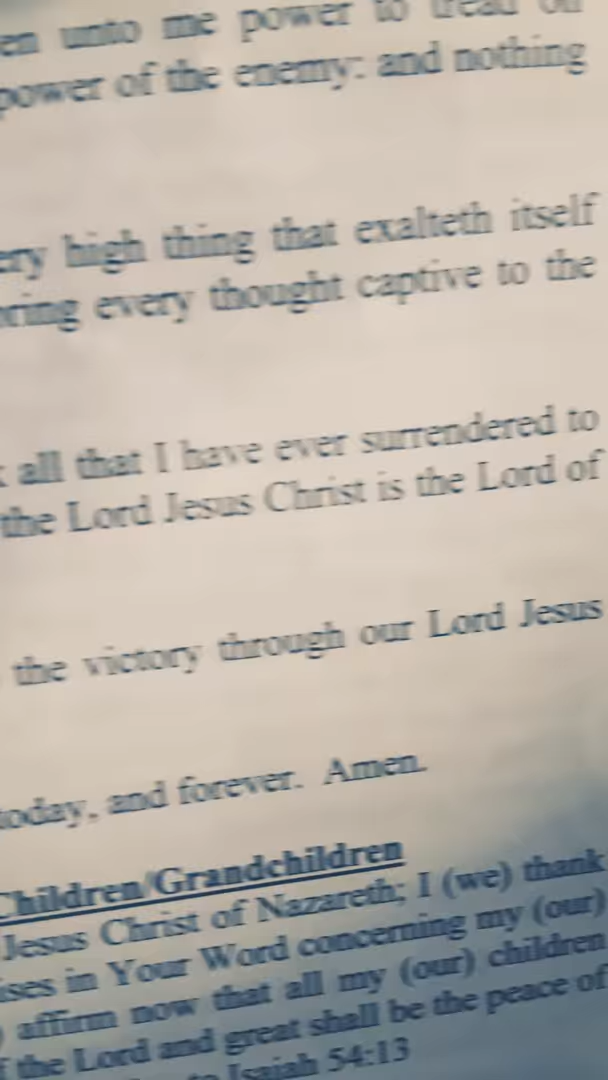 en unto me power to tread on
power of the enemy: and nothing
ery high thing that exalteth itself
oring every thought captive to the
all that I have ever surrendered to
the Lord Jesus Christ is the Lord of
the victory through our Lord Jesus
today, and forever. Amen.
Children/Grandchildren
Jesus Christ of Nazareth; I (we) thank
ises in Your Word concerning my (our)
) affirm now that all my (our) children
f the Lord and great shall be the peace of
to Isaiah 54:13